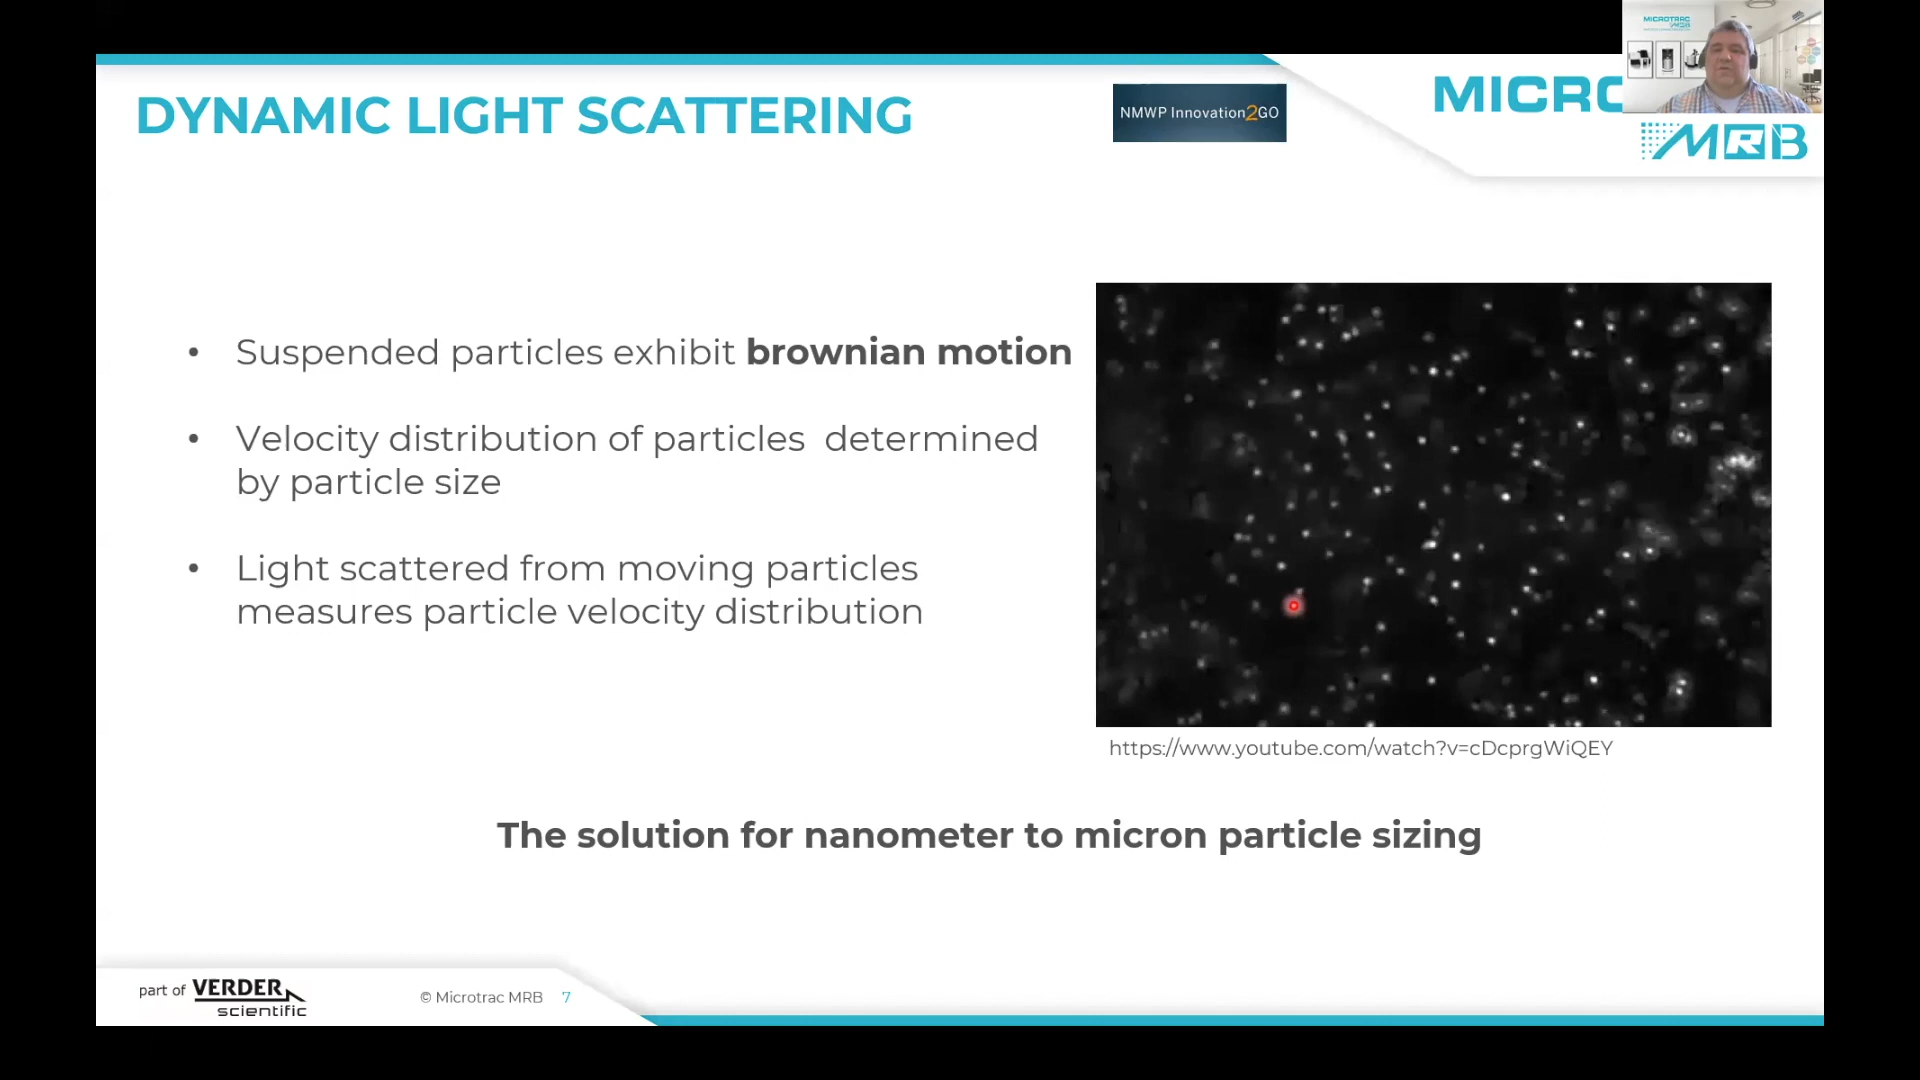 DYNAMIC LIGHT SCATTERING
NMWP Innovation2GO
MICRO
MRB
MICROTRAC
MRB
• Suspended particles exhibit brownian motion
• Velocity distribution of particles determined
by particle size
• Light scattered from moving particles
measures particle velocity distribution
https://www.youtube.com/watch?v=cDcprgWiQEY
The solution for nanometer to micron particle sizing
part of VERDER
scientific
© Microtrac MRB 7